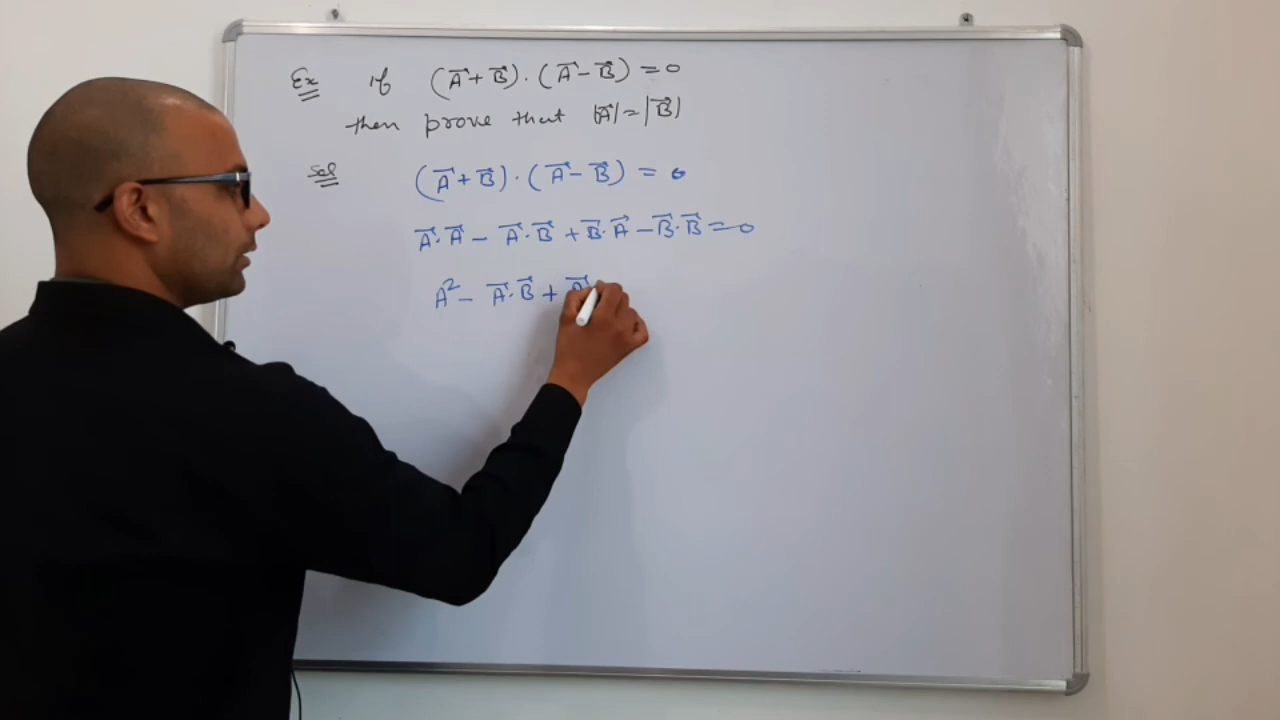 Ex If (A⃗ + B⃗) . (A⃗ - B⃗) = 0
then prove that |A⃗| = |B⃗|
Sol (A⃗ + B⃗) . (A⃗ - B⃗) = 0
A⃗.A⃗ - A⃗.B⃗ + B⃗.A⃗ - B⃗.B⃗ = 0
A² - A⃗.B⃗ + A⃗